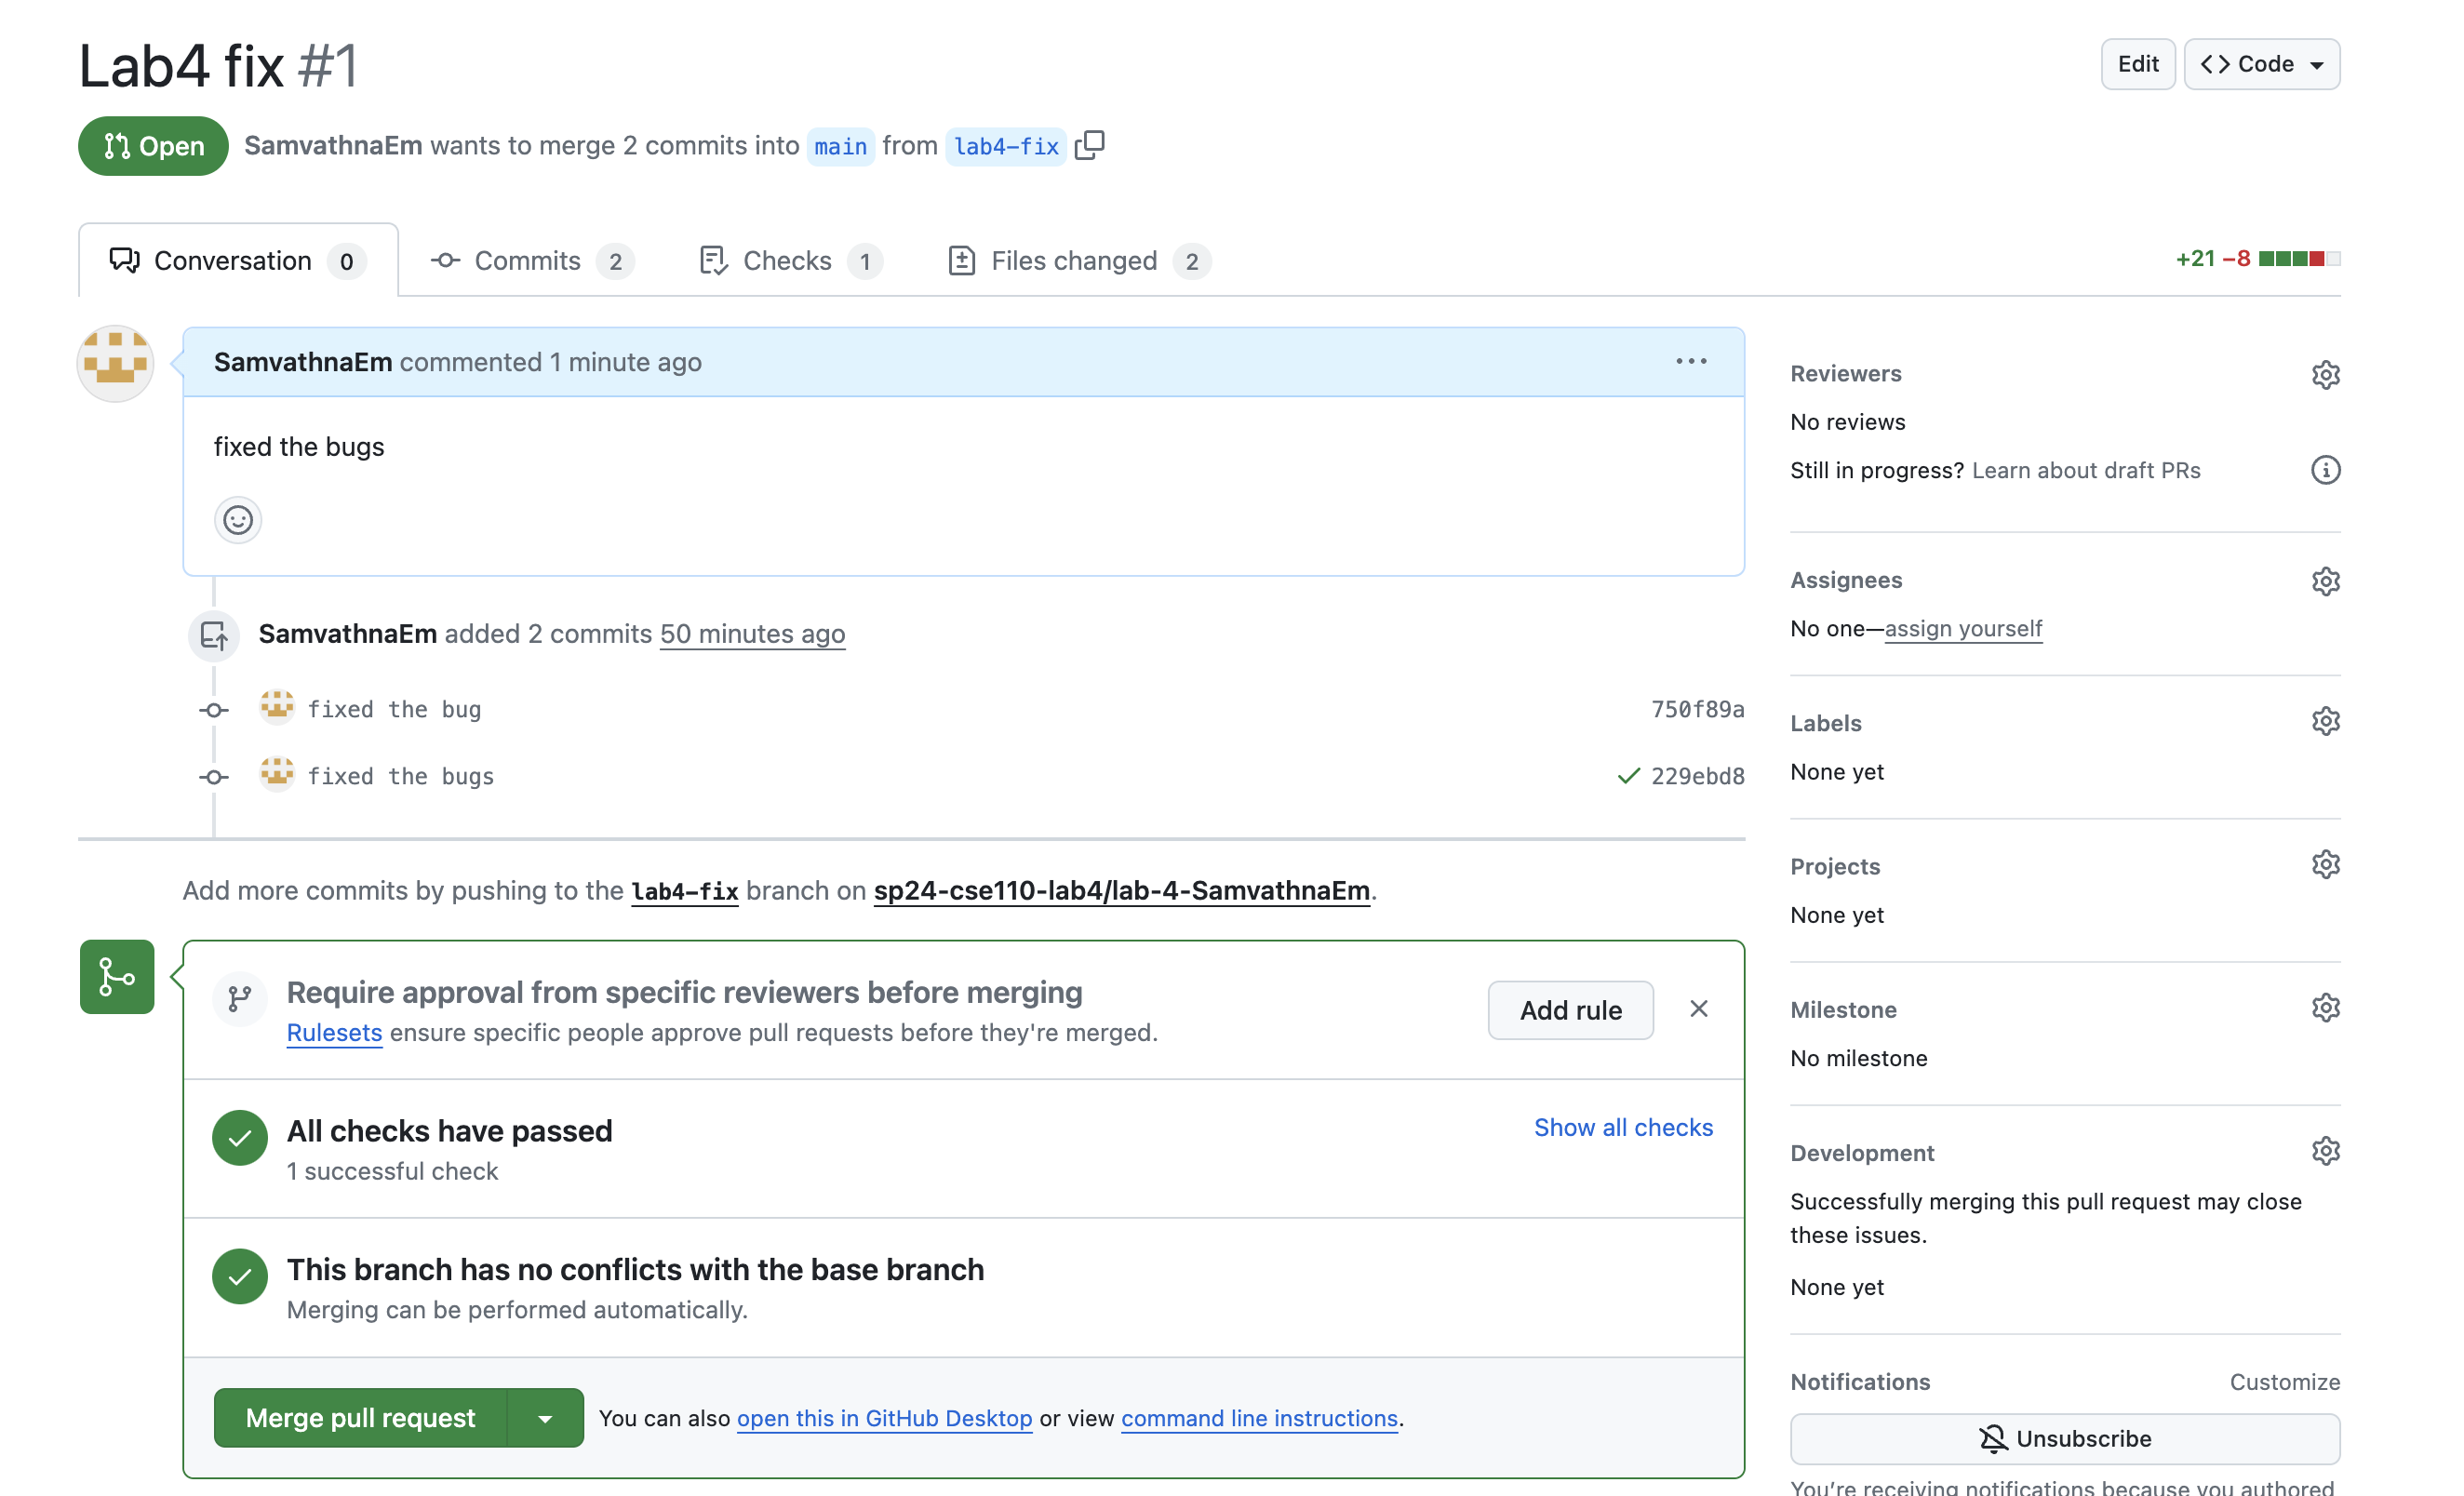 Lab4 fix #1
Edit
Code
Open
SamvathnaEm wants to merge 2 commits into main from lab4-fix
Conversation 0
Commits 2
Checks 1
Files changed 2
+21 −8
SamvathnaEm commented 1 minute ago
fixed the bugs
SamvathnaEm added 2 commits 50 minutes ago
fixed the bug 750f89a
fixed the bugs 229ebd8
Add more commits by pushing to the lab4-fix branch on sp24-cse110-lab4/lab-4-SamvathnaEm.
Require approval from specific reviewers before merging
Rulesets ensure specific people approve pull requests before they're merged.
Add rule
All checks have passed
1 successful check
Show all checks
This branch has no conflicts with the base branch
Merging can be performed automatically.
Merge pull request
You can also open this in GitHub Desktop or view command line instructions.
Reviewers
No reviews
Still in progress? Learn about draft PRs
Assignees
No one—assign yourself
Labels
None yet
Projects
None yet
Milestone
No milestone
Development
Successfully merging this pull request may close
these issues.
None yet
Notifications Customize
Unsubscribe
You're receiving notifications because you authored